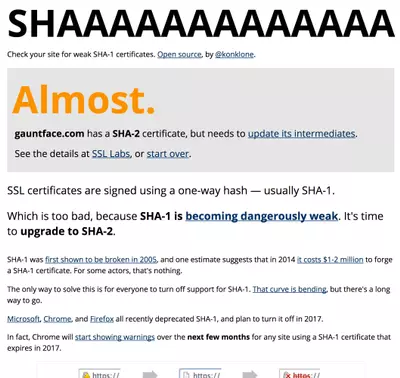 SHAAAAAAAAAAAAAA
Check your site for weak SHA-1 certificates. Open source, by @konklone.
Almost.
gauntface.com has a SHA-2 certificate, but needs to update its intermediates.
See the details at SSL Labs, or start over.
SSL certificates are signed using a one-way hash — usually SHA-1.
Which is too bad, because SHA-1 is becoming dangerously weak. It's time
to upgrade to SHA-2.
SHA-1 was first shown to be broken in 2005, and one estimate suggests that in 2014 it costs $1-2 million to forge
a SHA-1 certificate. For some actors, that's nothing.
The only way to solve this is for everyone to turn off support for SHA-1. That curve is bending, but there's a long
way to go.
Microsoft, Chrome, and Firefox all recently deprecated SHA-1, and plan to turn it off in 2017.
In fact, Chrome will start showing warnings over the next few months for any site using a SHA-1 certificate that
expires in 2017.
https:// https:// https://